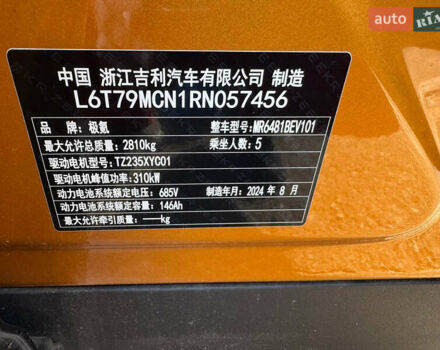 auto RIA
中国 浙江吉利汽车有限公司 制造
L6T79MCN1RN057456
品牌：极氪 整车型号:MR6481BEV101
最大允许总质量：2810kg 乘坐人数：5
驱动电机型号：TZ235XYC01
驱动电机峰值功率：310kW
动力电池系统额定电压：685V 制造年月：2024 年 8 月
动力电池系统额定容量：146Ah
最大允许牵引质量：——kg